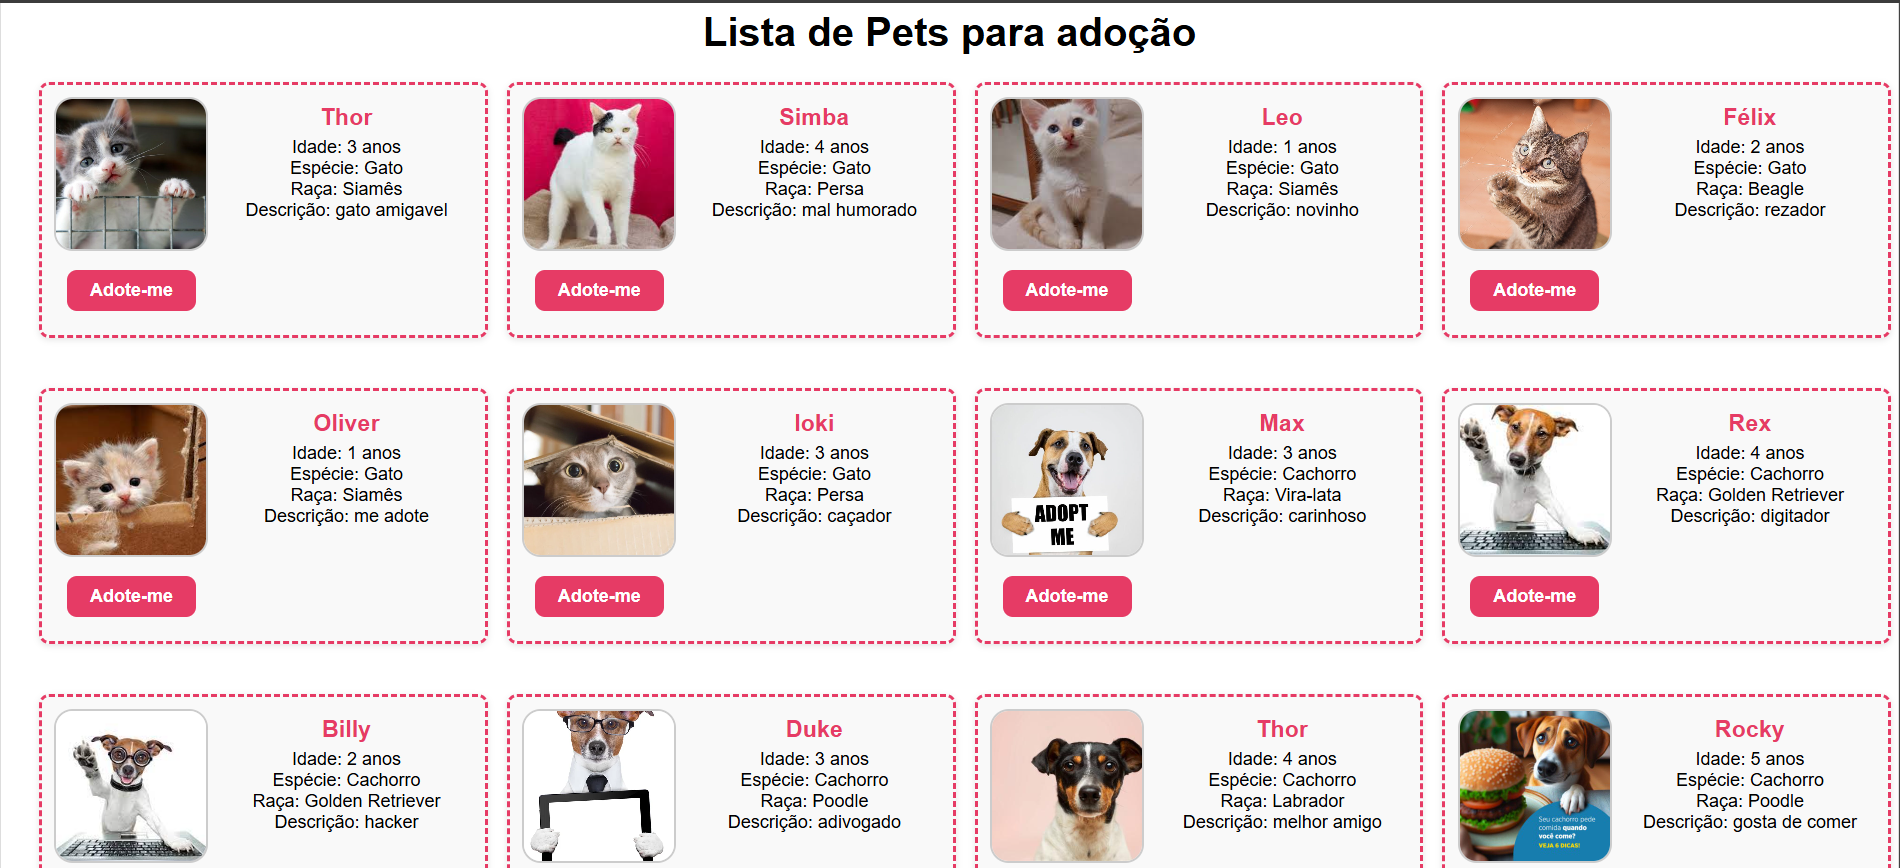 Lista de Pets para adoção
Thor
Idade: 3 anos
Espécie: Gato
Raça: Siamês
Descrição: gato amigavel
Adote-me
Simba
Idade: 4 anos
Espécie: Gato
Raça: Persa
Descrição: mal humorado
Adote-me
Leo
Idade: 1 anos
Espécie: Gato
Raça: Siamês
Descrição: novinho
Adote-me
Félix
Idade: 2 anos
Espécie: Gato
Raça: Beagle
Descrição: rezador
Adote-me
Oliver
Idade: 1 anos
Espécie: Gato
Raça: Siamês
Descrição: me adote
Adote-me
loki
Idade: 3 anos
Espécie: Gato
Raça: Persa
Descrição: caçador
Adote-me
ADOPT
ME
Max
Idade: 3 anos
Espécie: Cachorro
Raça: Vira-lata
Descrição: carinhoso
Adote-me
Rex
Idade: 4 anos
Espécie: Cachorro
Raça: Golden Retriever
Descrição: digitador
Adote-me
Billy
Idade: 2 anos
Espécie: Cachorro
Raça: Golden Retriever
Descrição: hacker
Duke
Idade: 3 anos
Espécie: Cachorro
Raça: Poodle
Descrição: adivogado
Thor
Idade: 4 anos
Espécie: Cachorro
Raça: Labrador
Descrição: melhor amigo
Seu cachorro pede
comida quando
você come?
VEJA 6 DICAS!
Rocky
Idade: 5 anos
Espécie: Cachorro
Raça: Poodle
Descrição: gosta de comer